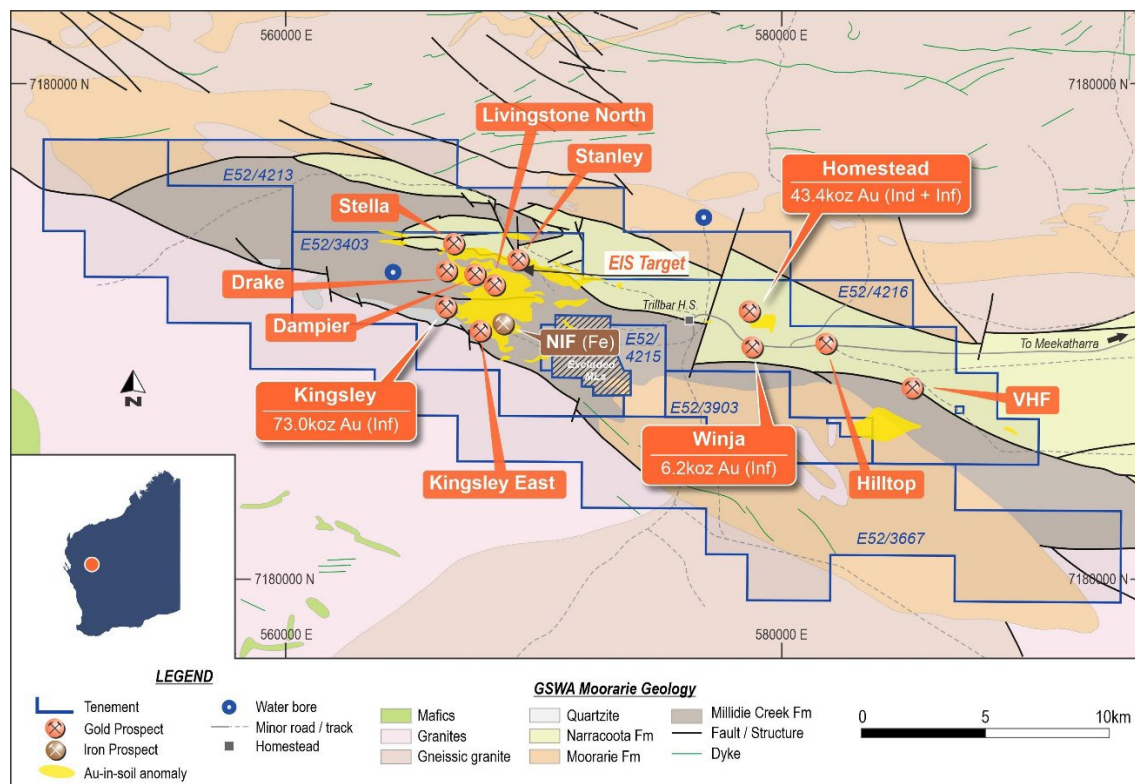 560000 E
580000 E
7180000 N
7180000 N
Livingstone North
Stanley
Homestead
43.4koz Au (Ind + Inf)
E52/4213
Stella
E52/3403
EIS Target
E52/4216
Drake
Trillbar H.S.
Dampier
NIF (Fe)
E52/
4215
Excluded
MLs
To Meekatharra
N
Kingsley
73.0koz Au (Inf)
E52/3903
VHF
Winja
6.2koz Au (Inf)
Kingsley East
Hilltop
E52/3667
7180000 N
7180000 N
560000 E
580000 E
LEGEND
Tenement
Gold Prospect
Iron Prospect
Au-in-soil anomaly
Water bore
Minor road / track
Homestead
GSWA Moorarie Geology
Mafics
Granites
Gneissic granite
Quartzite
Narracoota Fm
Moorarie Fm
Millidie Creek Fm
Fault / Structure
Dyke
0
5
10km